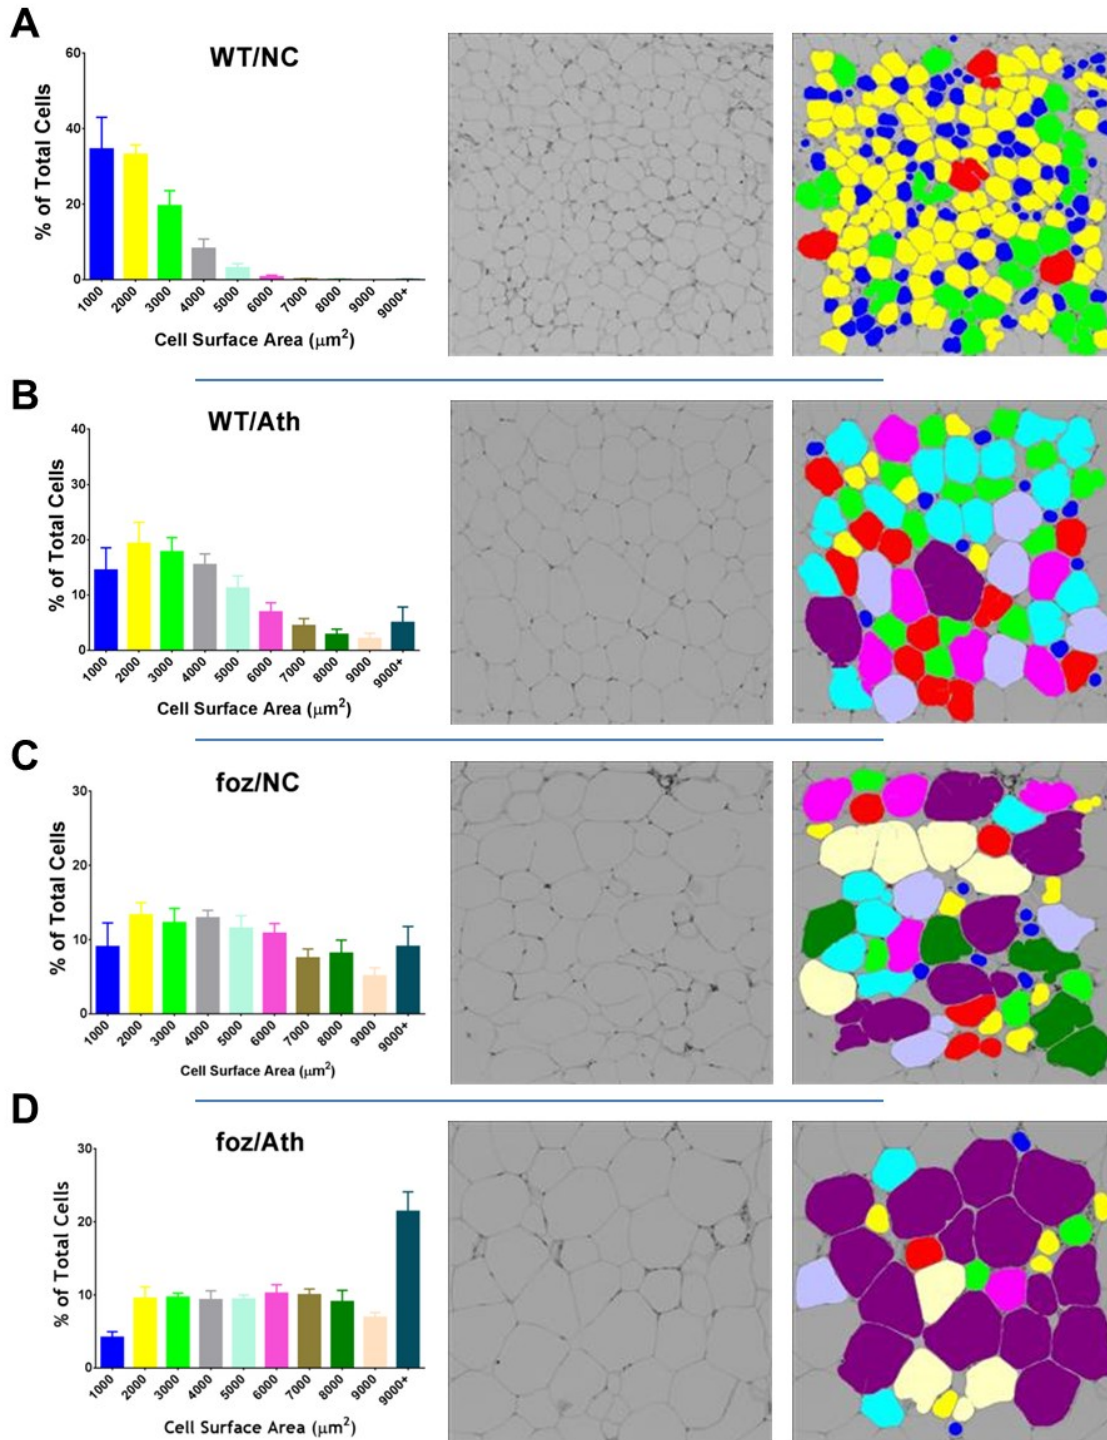 A
WT/NC
60
40
20
0
% of Total Cells
1000 2000 3000 4000 5000 6000 7000 8000 9000 9000+
Cell Surface Area (μm²)
B
WT/Ath
40
30
20
10
0
% of Total Cells
1000 2000 3000 4000 5000 6000 7000 8000 9000 9000+
Cell Surface Area (μm²)
C
foz/NC
30
20
10
0
% of Total Cells
1000 2000 3000 4000 5000 6000 7000 8000 9000 9000+
Cell Surface Area (μm²)
D
foz/Ath
30
20
10
0
% of Total Cells
1000 2000 3000 4000 5000 6000 7000 8000 9000 9000+
Cell Surface Area (μm²)